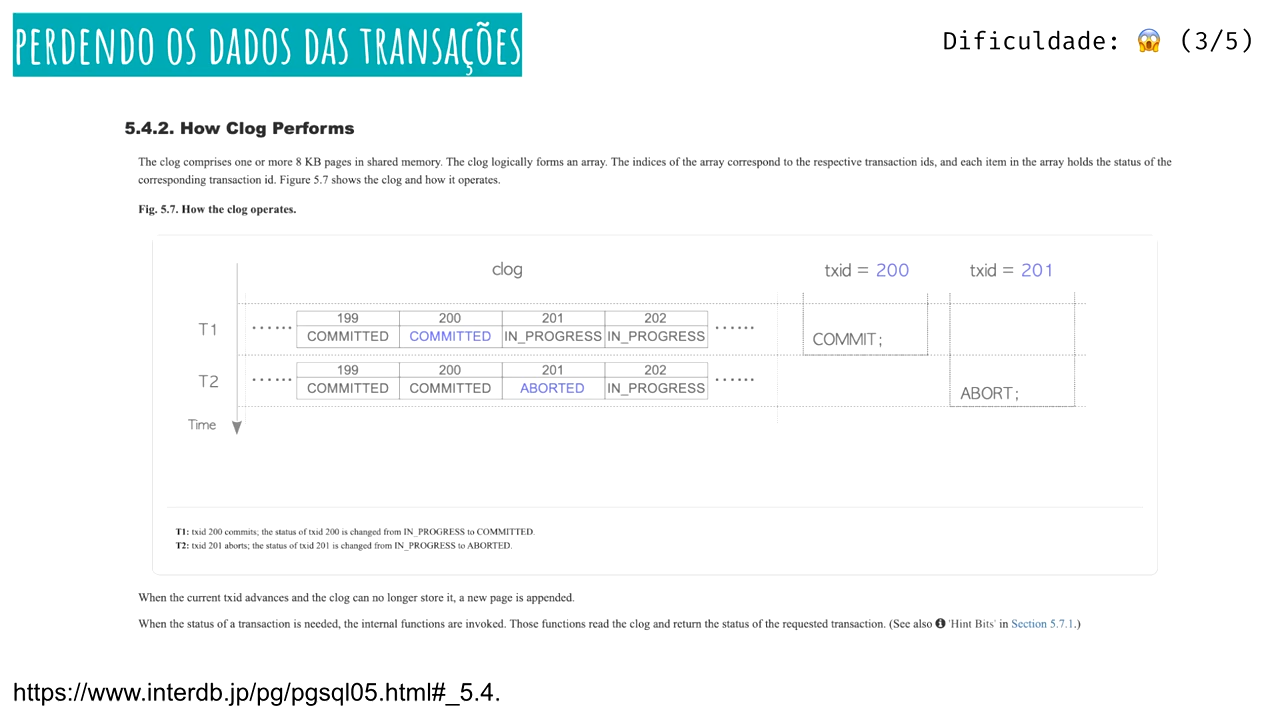 PERDENDO OS DADOS DAS TRANSAÇÕES
Dificuldade: 😱 (3/5)
5.4.2. How Clog Performs
The clog comprises one or more 8 KB pages in shared memory. The clog logically forms an array. The indices of the array correspond to the respective transaction ids, and each item in the array holds the status of the
corresponding transaction id. Figure 5.7 shows the clog and how it operates.
Fig. 5.7. How the clog operates.
clog
txid = 200
txid = 201
T1
......
199 200 201 202
COMMITTED COMMITTED IN_PROGRESS IN_PROGRESS
......
COMMIT;
T2
......
199 200 201 202
COMMITTED COMMITTED ABORTED IN_PROGRESS
......
ABORT;
Time
T1: txid 200 commits; the status of txid 200 is changed from IN_PROGRESS to COMMITTED.
T2: txid 201 aborts; the status of txid 201 is changed from IN_PROGRESS to ABORTED.
When the current txid advances and the clog can no longer store it, a new page is appended.
When the status of a transaction is needed, the internal functions are invoked. Those functions read the clog and return the status of the requested transaction. (See also 'Hint Bits' in Section 5.7.1.)
https://www.interdb.jp/pg/pgsql05.html#_5.4.